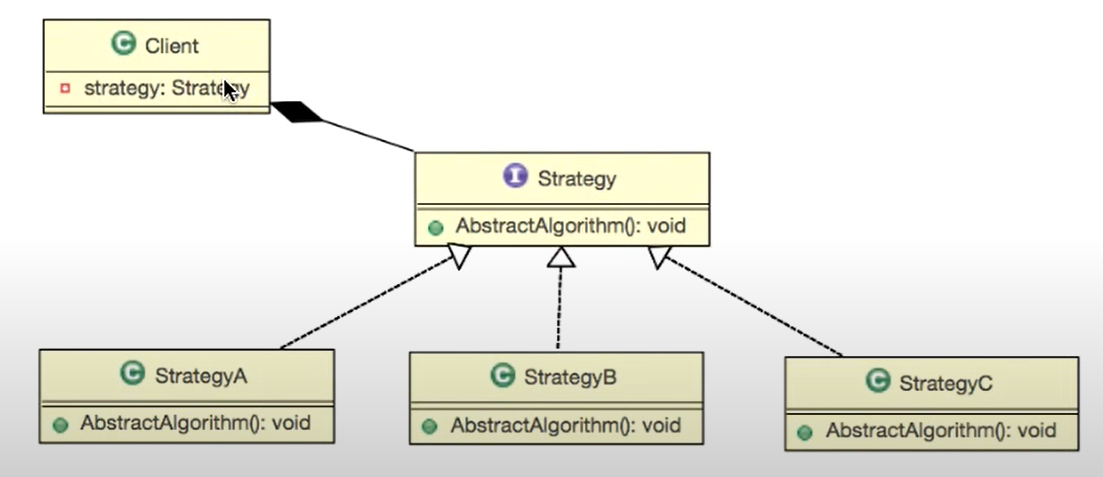 C Client
strategy: Strategy
I Strategy
AbstractAlgorithm(): void
C StrategyA
AbstractAlgorithm(): void
C StrategyB
AbstractAlgorithm(): void
C StrategyC
AbstractAlgorithm(): void